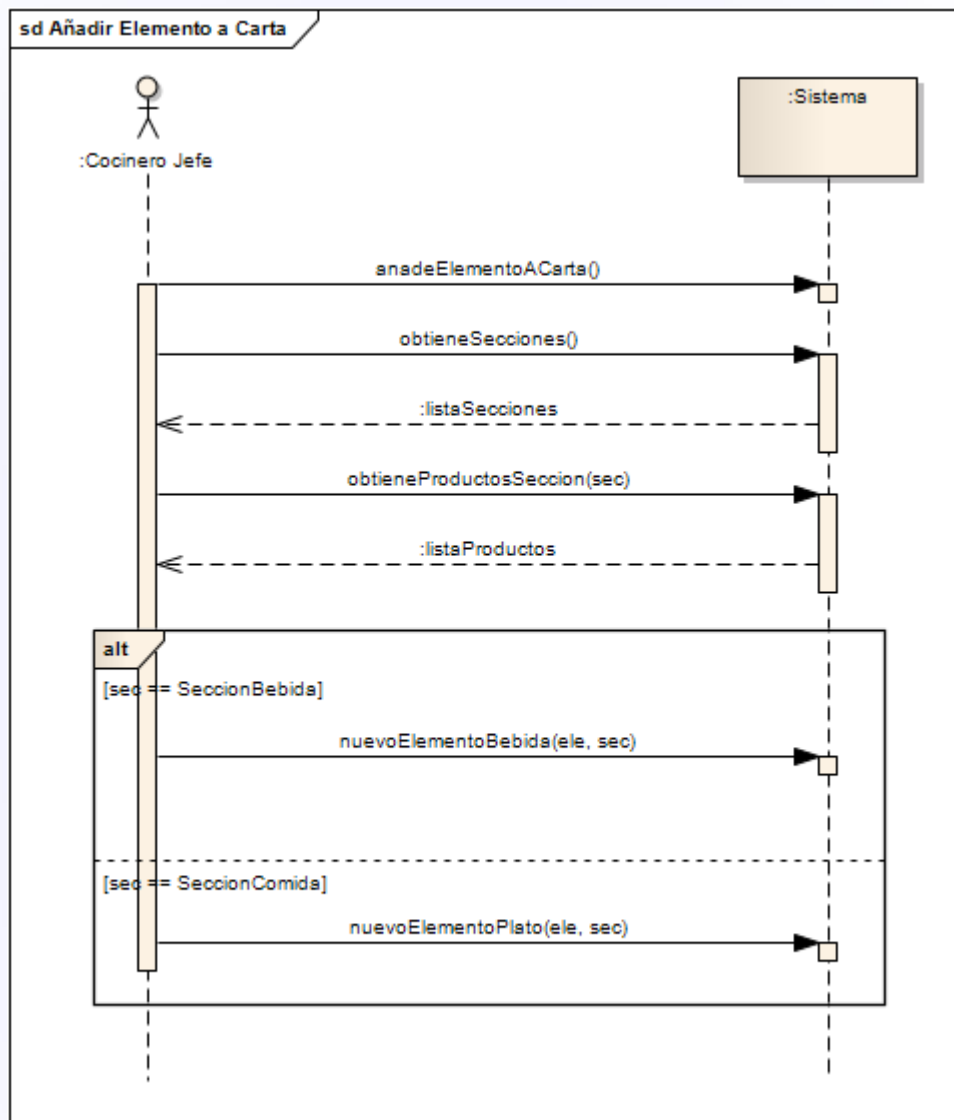 sd Añadir Elemento a Carta
:Sistema
:Cocinero Jefe
anadeElementoACarta()
obtieneSecciones()
:listaSecciones
obtieneProductosSeccion(sec)
:listaProductos
alt
[sec == SeccionBebida]
nuevoElementoBebida(ele, sec)
[sec == SeccionComida]
nuevoElementoPlato(ele, sec)